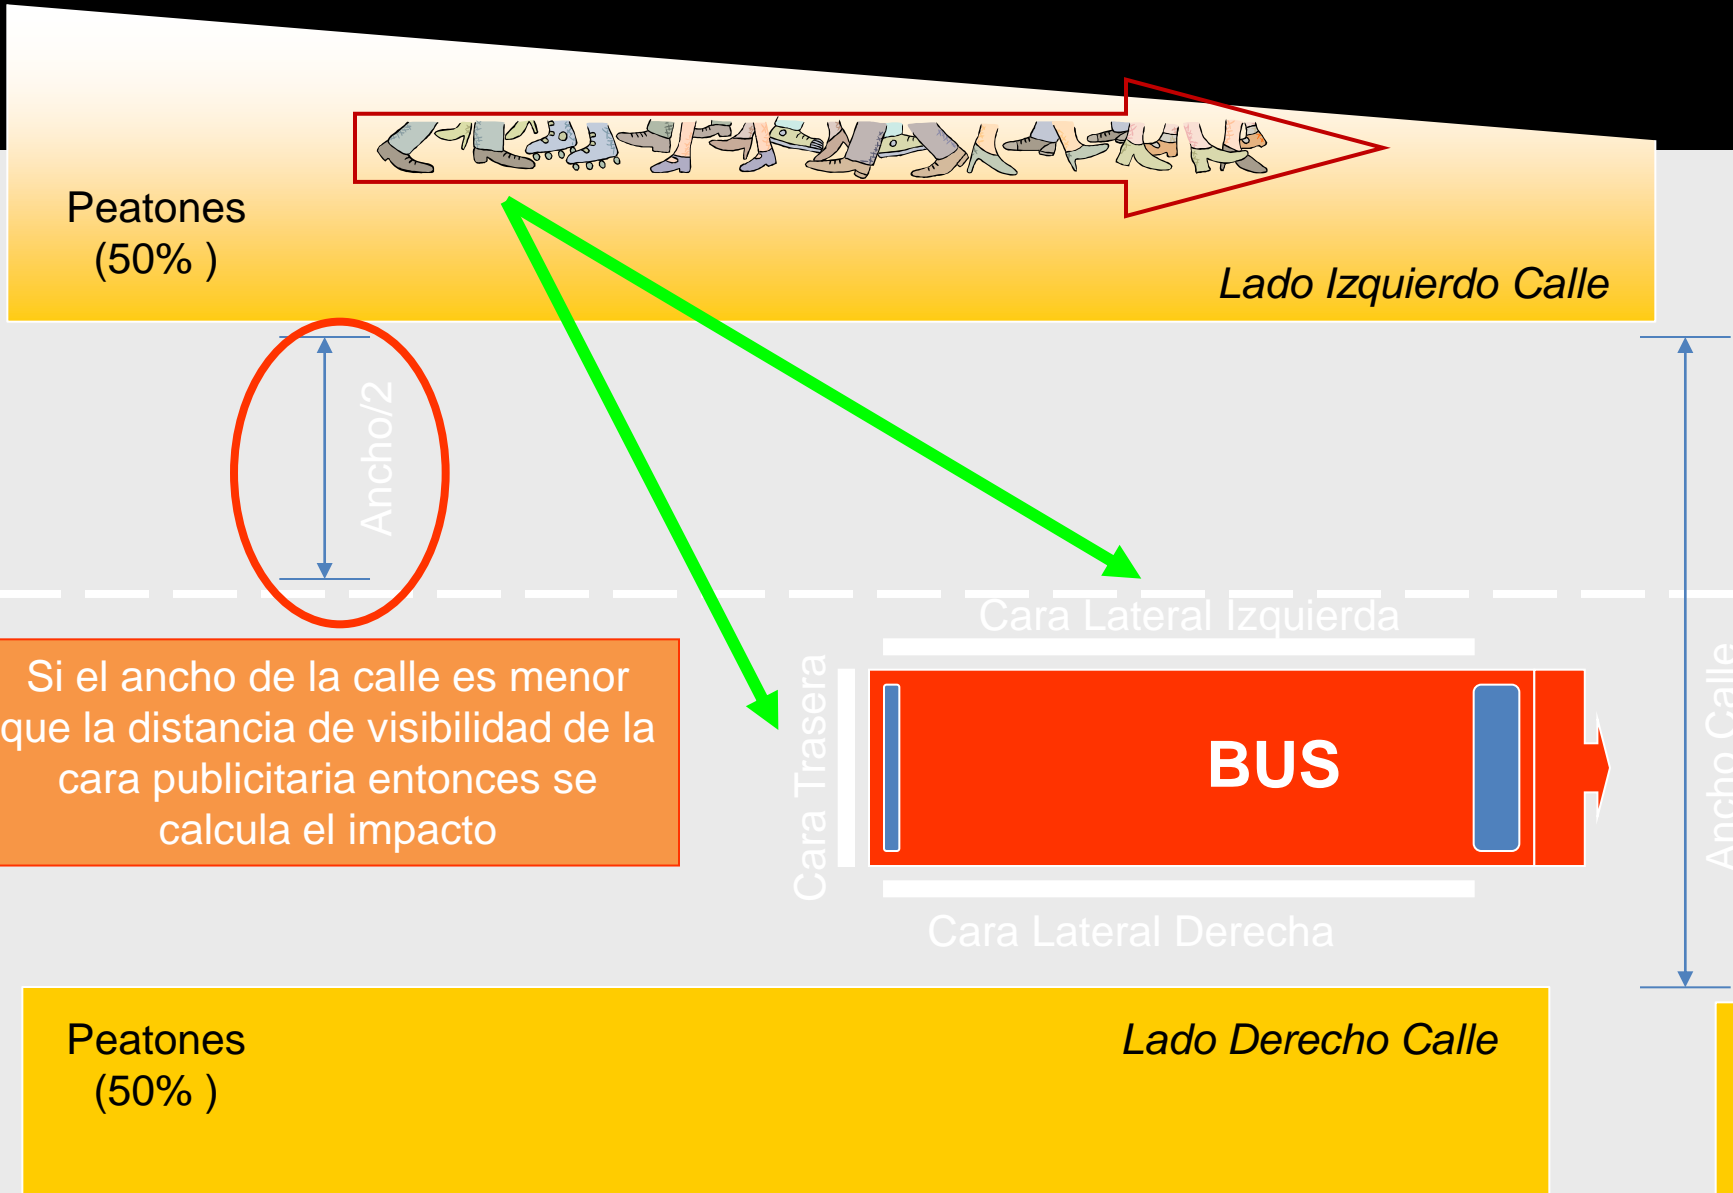 Peatones
(50% )
Lado Izquierdo Calle
Ancho/2
Cara Lateral Izquierda
Si el ancho de la calle es menor
que la distancia de visibilidad de la
cara publicitaria entonces se
calcula el impacto
Cara Trasera
BUS
Ancho Calle
Cara Lateral Derecha
Peatones
(50% )
Lado Derecho Calle